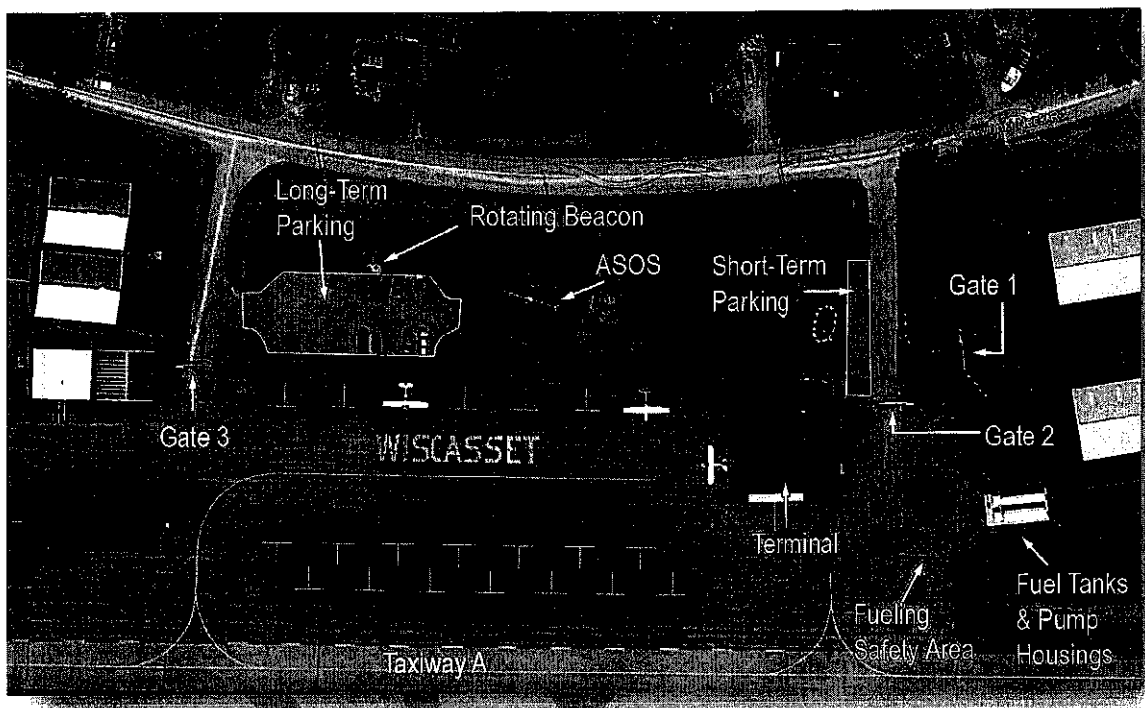 Long-Term
Parking
Rotating Beacon
ASOS
Short-Term
Parking
Gate 1
Gate 3
WISCASSET
Gate 2
Terminal
Fueling
Safety Area
Fuel Tanks
& Pump
Housings
Taxiway A